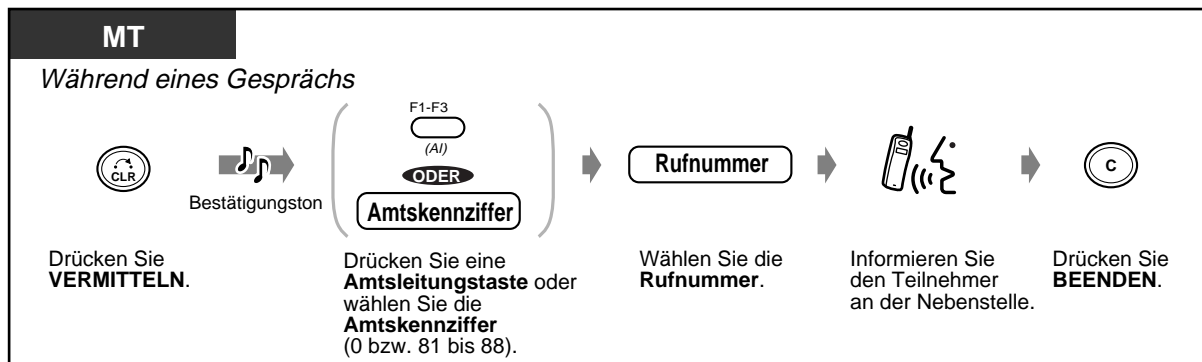 MT
Während eines Gesprächs
F1-F3
(AI)
CLR
ODER
Rufnummer
C
Bestätigungston
Amtskennziffer
Drücken Sie
VERMITTELN.
Drücken Sie eine
Amtsleitungstaste oder
wählen Sie die
Amtskennziffer
(0 bzw. 81 bis 88).
Wählen Sie die
Rufnummer.
Informieren Sie
den Teilnehmer
an der Nebenstelle.
Drücken Sie
BEENDEN.